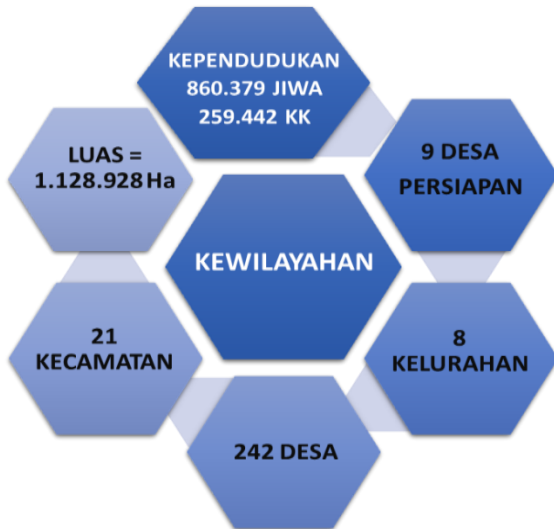 KEPENDUDUKAN
860.379 JIWA
259.442 KK
9 DESA
PERSIAPAN
8
KELURAHAN
242 DESA
21
KECAMATAN
LUAS =
1.128.928 Ha
KEWILAYAHAN